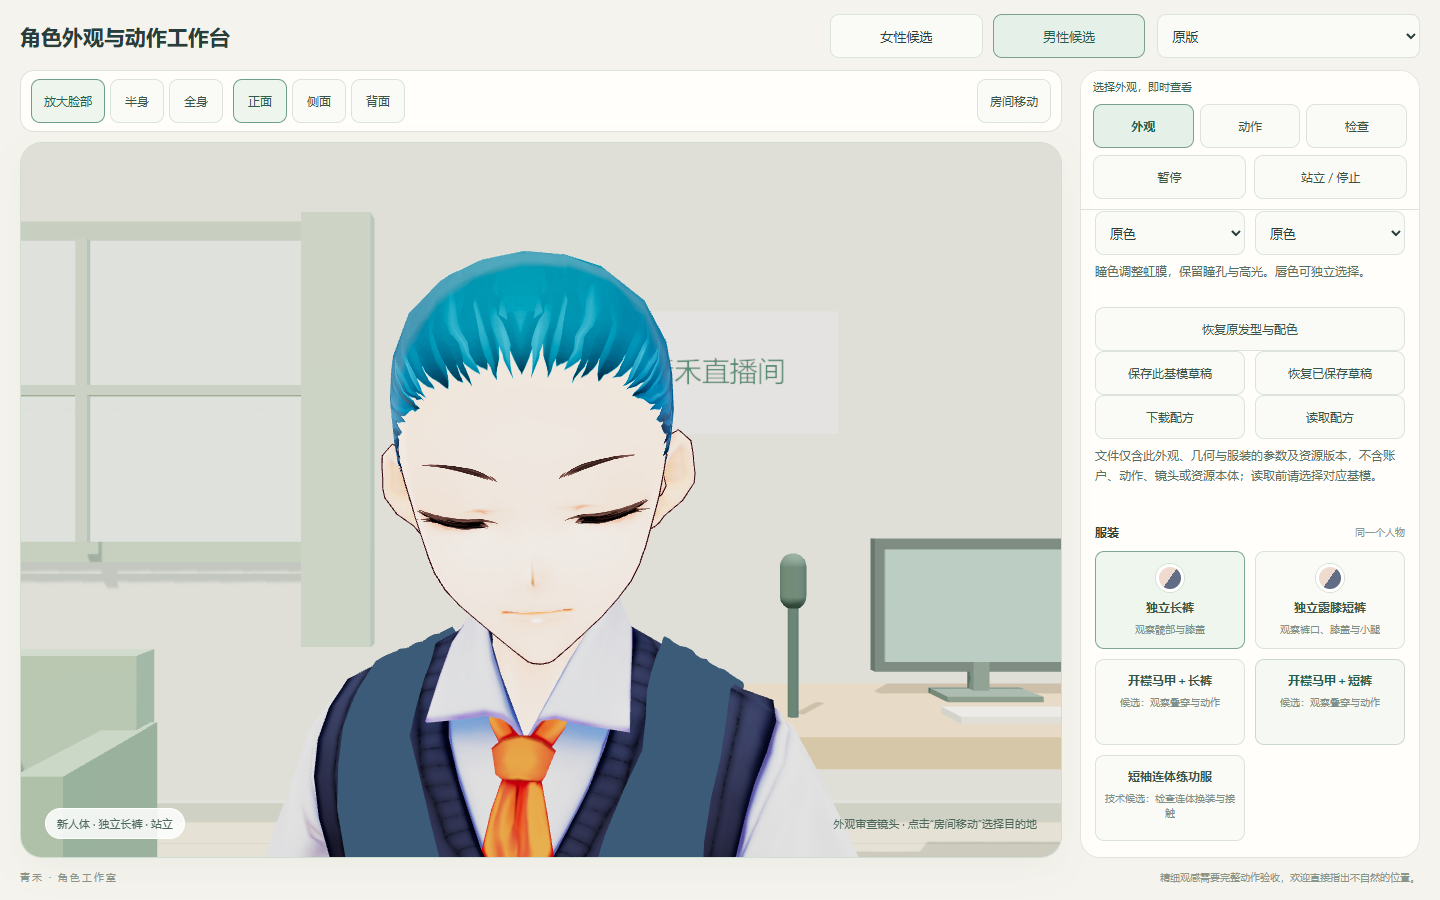 角色外观与动作工作台
女性候选
男性候选
原版
放大脸部
半身
全身
正面
侧面
背面
房间移动
选择外观，即时查看
外观
动作
检查
暂停
站立 / 停止
原色
原色
瞳色调整虹膜，保留瞳孔与高光。唇色可独立选择。
恢复原发型与配色
保存此基模草稿
恢复已保存草稿
下载配方
读取配方
文件仅含此外观、几何与服装的参数及资源版本，不含账
户、动作、镜头或资源本体；读取前请选择对应基模。
服装
同一个人物
独立长裤
观察髋部与膝盖
独立露膝短裤
观察裤口、膝盖与小腿
开襟马甲 + 长裤
候选：观察叠穿与动作
开襟马甲 + 短裤
候选：观察叠穿与动作
短袖连体练功服
技术候选：检查连体换装与接
触
禾直播间
新人体 · 独立长裤 · 站立
外观审查镜头 · 点击“房间移动”选择目的地
青禾 · 角色工作室
精细观感需要完整动作验收，欢迎直接指出不自然的位置。